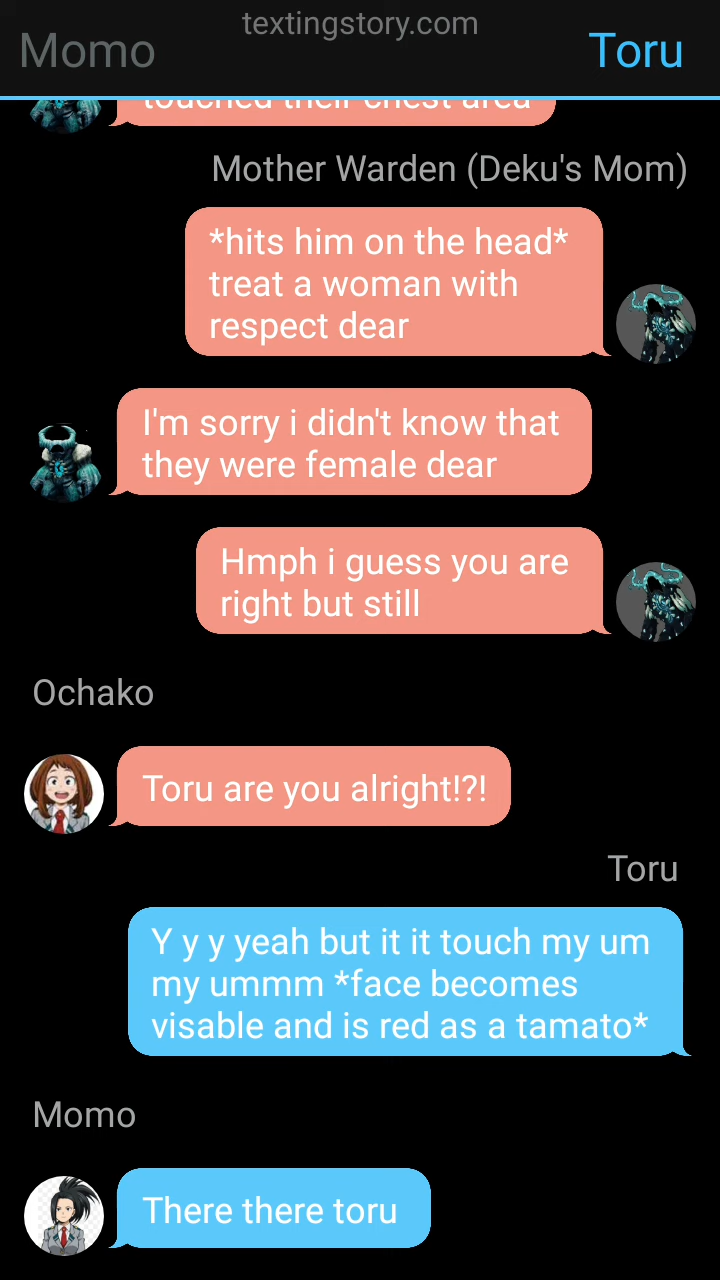 textingstory.com
Momo
Toru
touched their chest area
Mother Warden (Deku's Mom)
*hits him on the head*
treat a woman with
respect dear
I'm sorry i didn't know that
they were female dear
Hmph i guess you are
right but still
Ochako
Toru are you alright!?!
Toru
Y y y yeah but it it touch my um
my ummm *face becomes
visable and is red as a tamato*
Momo
There there toru